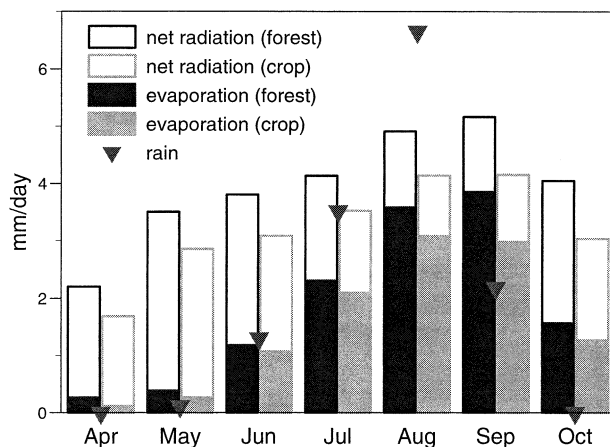 6
4
2
0
mm/day
net radiation (forest)
net radiation (crop)
evaporation (forest)
evaporation (crop)
rain
Apr May Jun Jul Aug Sep Oct